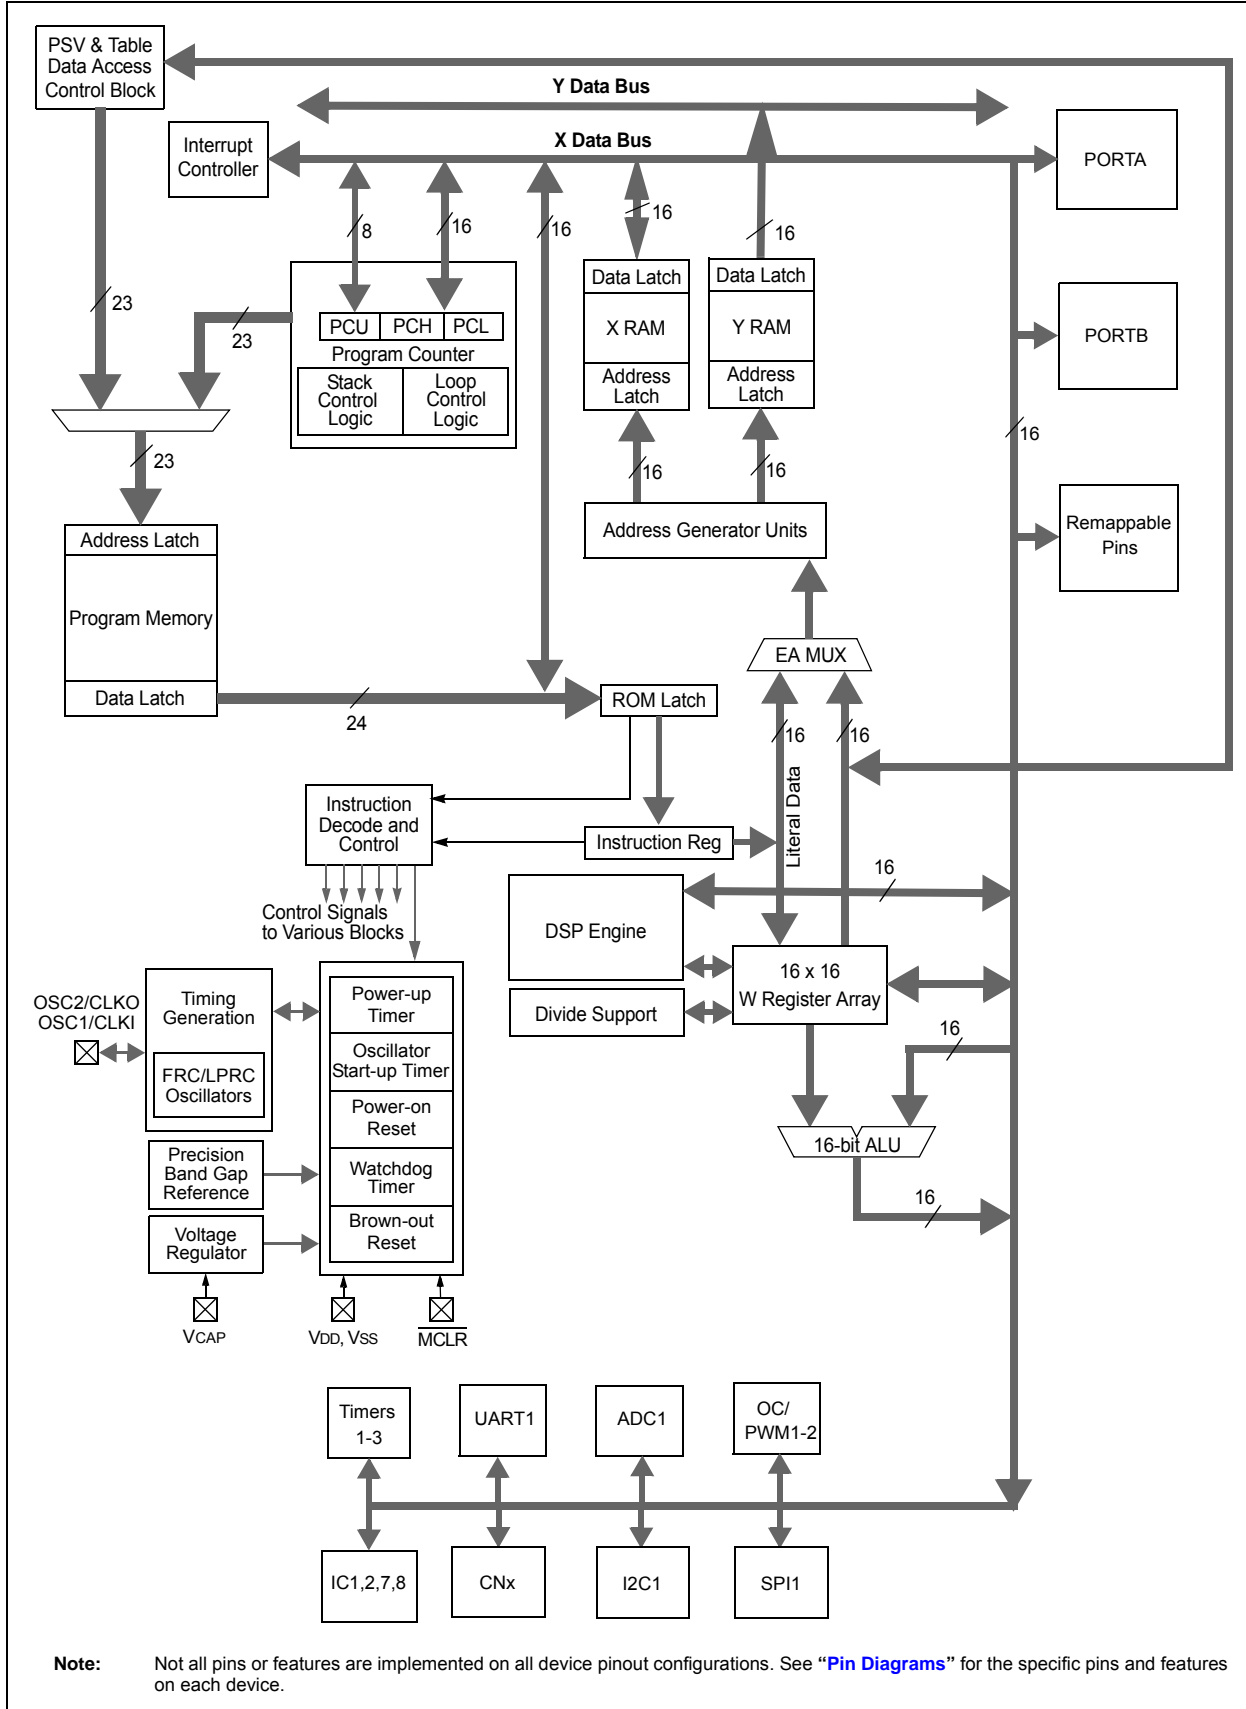 PSV & Table
Data Access
Control Block
Y Data Bus
X Data Bus
Interrupt
Controller
PORTA
8
16
16
16
16
23
23
Data Latch
X RAM
Address
Latch
Data Latch
Y RAM
Address
Latch
PCU
PCH
PCL
Program Counter
Stack
Control
Logic
Loop
Control
Logic
PORTB
16
23
16
16
Address Latch
Program Memory
Data Latch
Address Generator Units
Remappable
Pins
EA MUX
24
ROM Latch
16
16
Literal Data
Instruction
Decode and
Control
Instruction Reg
Control Signals
to Various Blocks
DSP Engine
16
16 x 16
W Register Array
Divide Support
OSC2/CLKO
OSC1/CLKI
Timing
Generation
FRC/LPRC
Oscillators
Power-up
Timer
Oscillator
Start-up Timer
Power-on
Reset
Watchdog
Timer
Brown-out
Reset
16
16-bit ALU
16
Precision
Band Gap
Reference
Voltage
Regulator
VCAP
VDD, VSS
MCLR
Timers
1-3
UART1
ADC1
OC/
PWM1-2
IC1,2,7,8
CNx
I2C1
SPI1
Note: Not all pins or features are implemented on all device pinout configurations. See “Pin Diagrams” for the specific pins and features
on each device.